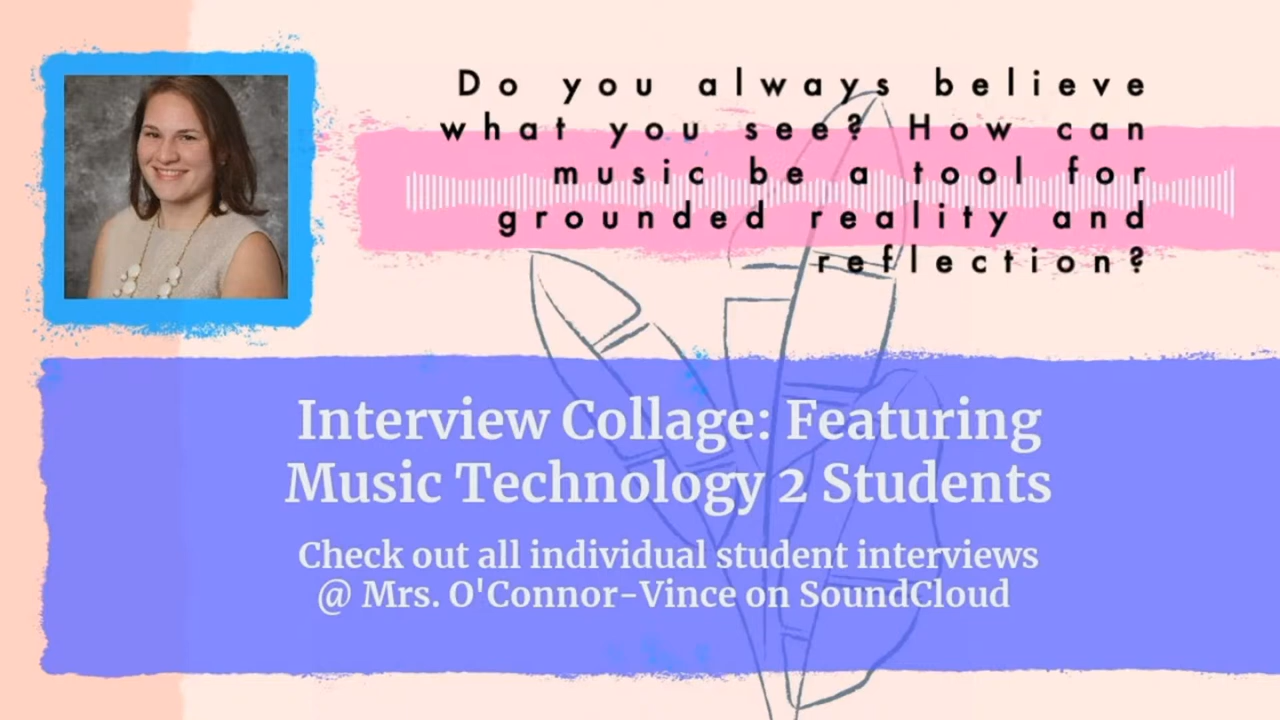 Do you always believe
what you see? How can
music be a tool for
grounded reality and
reflection?
Interview Collage: Featuring
Music Technology 2 Students
Check out all individual student interviews
@ Mrs. O'Connor-Vince on SoundCloud